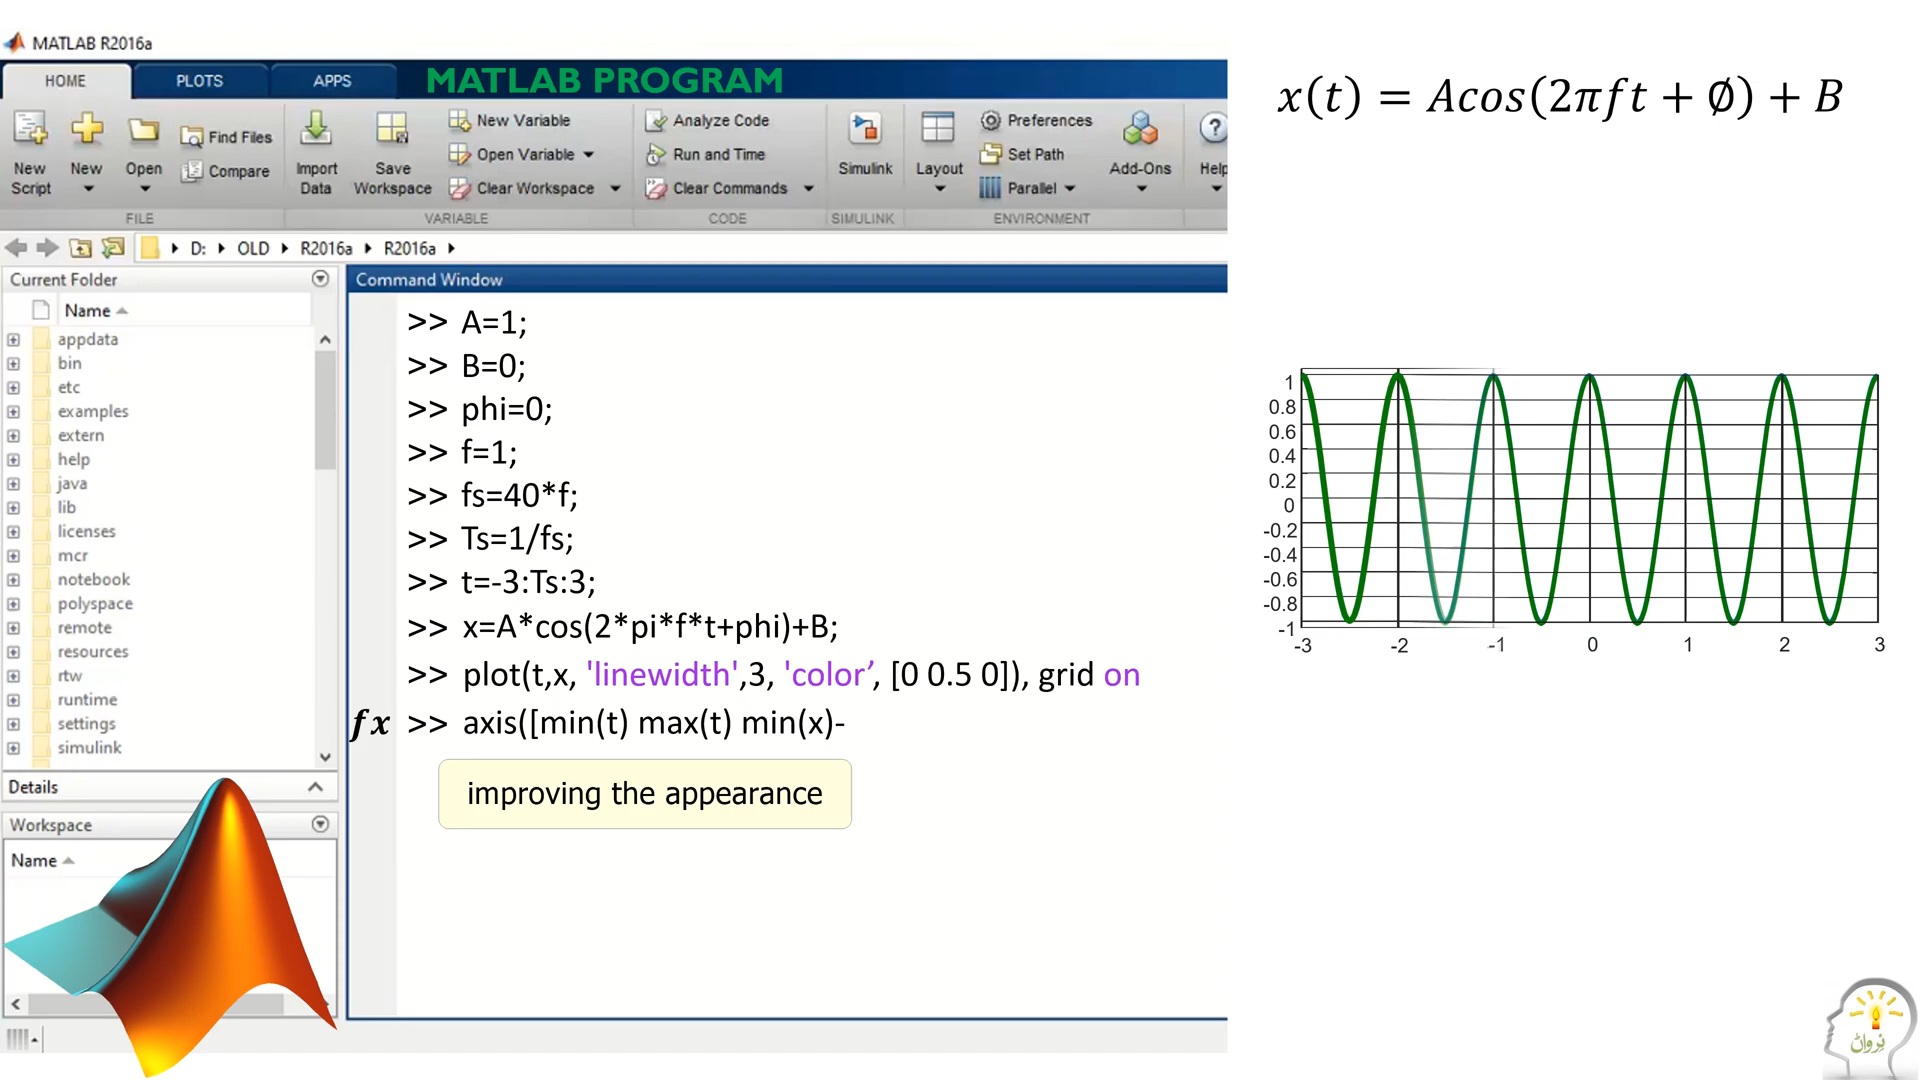 MATLAB R2016a
HOME PLOTS APPS MATLAB PROGRAM
New Script
New
Open
Find Files
Compare
FILE
Import Data
Save Workspace
New Variable
Open Variable
Clear Workspace
VARIABLE
Analyze Code
Run and Time
Clear Commands
CODE
Simulink
SIMULINK
Layout
Preferences
Set Path
Parallel
Add-Ons
ENVIRONMENT
Help
D: OLD R2016a R2016a
Current Folder
Name
appdata
bin
etc
examples
extern
help
java
lib
licenses
mcr
notebook
polyspace
remote
resources
rtw
runtime
settings
simulink
Details
Workspace
Name
Command Window
>> A=1;
>> B=0;
>> phi=0;
>> f=1;
>> fs=40*f;
>> Ts=1/fs;
>> t=-3:Ts:3;
>> x=A*cos(2*pi*f*t+phi)+B;
>> plot(t,x, 'linewidth',3, 'color’, [0 0.5 0]), grid on
fx >> axis([min(t) max(t) min(x)-
improving the appearance
x(t) = Acos(2πft + ∅) + B
1
0.8
0.6
0.4
0.2
0
-0.2
-0.4
-0.6
-0.8
-1
-3 -2 -1 0 1 2 3
نِروان